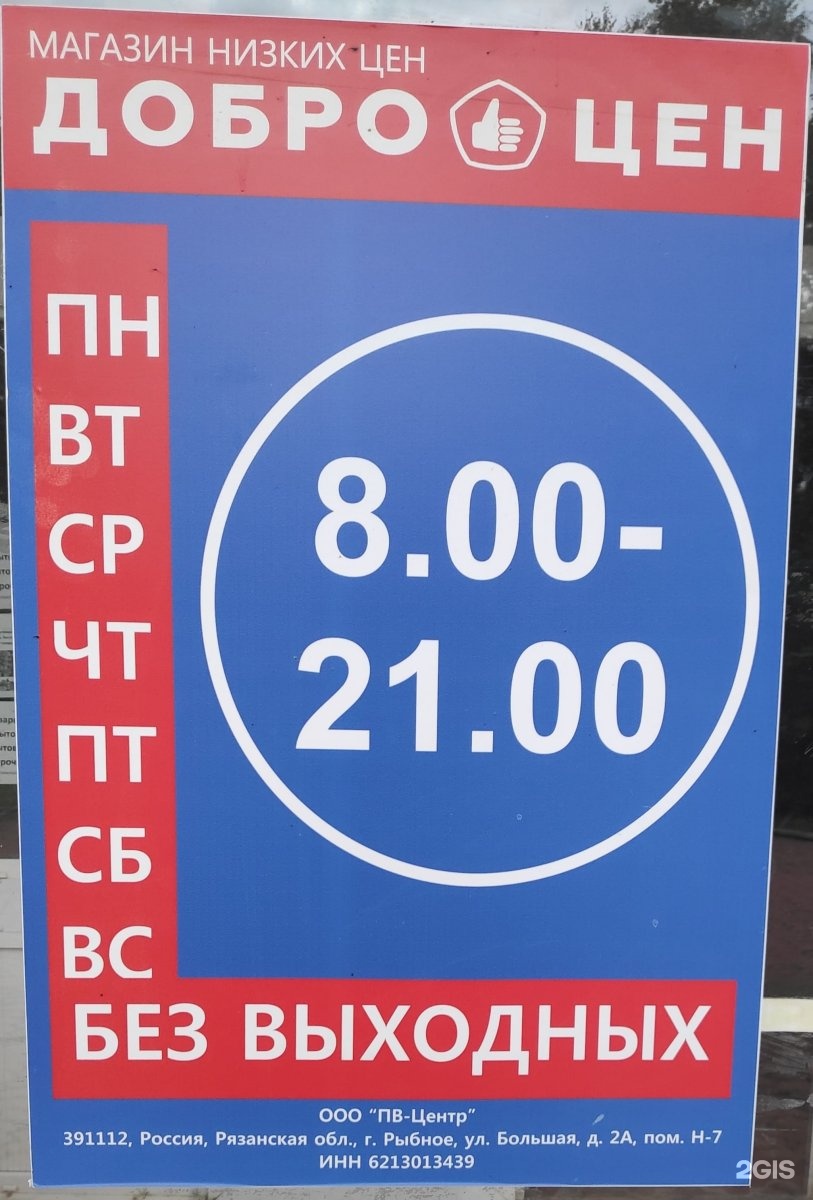 МАГАЗИН НИЗКИХ ЦЕН
ДОБРО ЦЕН
ПН
ВТ
СР
ЧТ
ПТ
СБ
ВС
8.00-
21.00
БЕЗ ВЫХОДНЫХ
ООО "ПВ-Центр"
391112, Россия, Рязанская обл., г. Рыбное, ул. Большая, д. 2А, пом. Н-7
ИНН 6213013439
2GIS